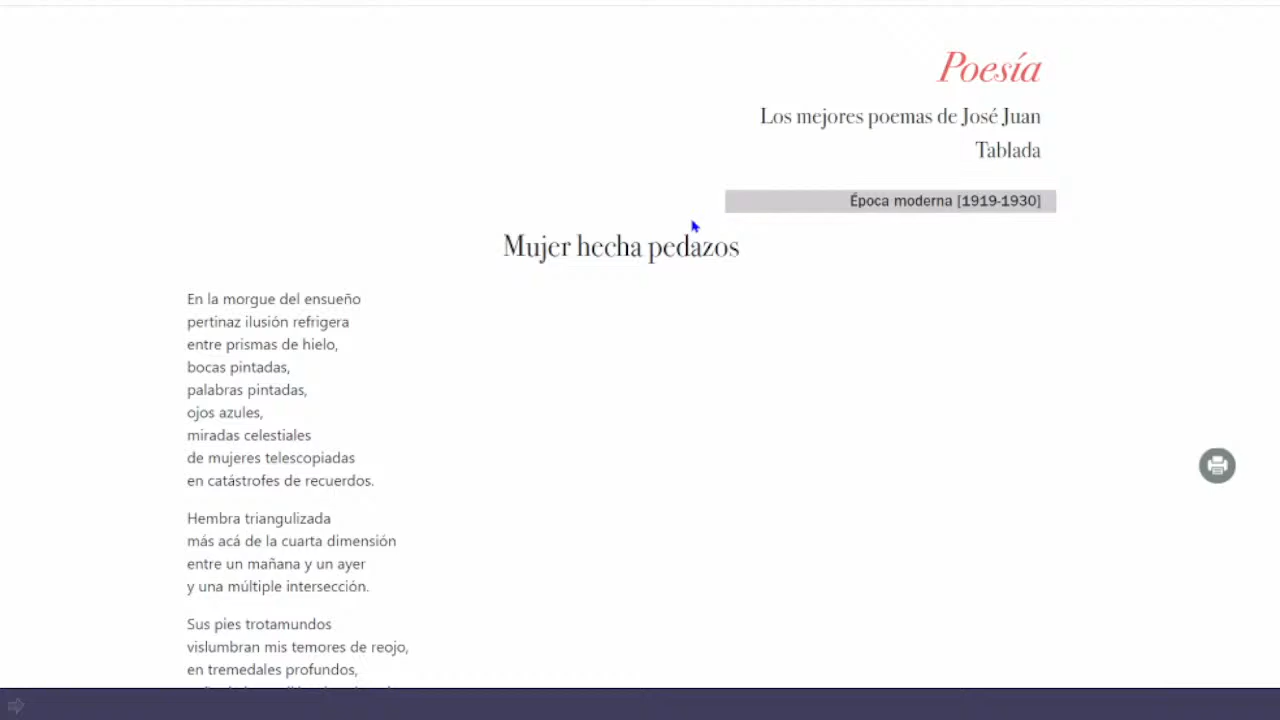 Poesía
Los mejores poemas de José Juan
Tablada
Época moderna [1919-1930]
Mujer hecha pedazos
En la morgue del ensueño
pertinaz ilusión refrigera
entre prismas de hielo,
bocas pintadas,
palabras pintadas,
ojos azules,
miradas celestiales
de mujeres telescopiadas
en catástrofes de recuerdos.
Hembra triangulizada
más acá de la cuarta dimensión
entre un mañana y un ayer
y una múltiple intersección.
Sus pies trotamundos
vislumbran mis temores de reojo,
en tremedales profundos,